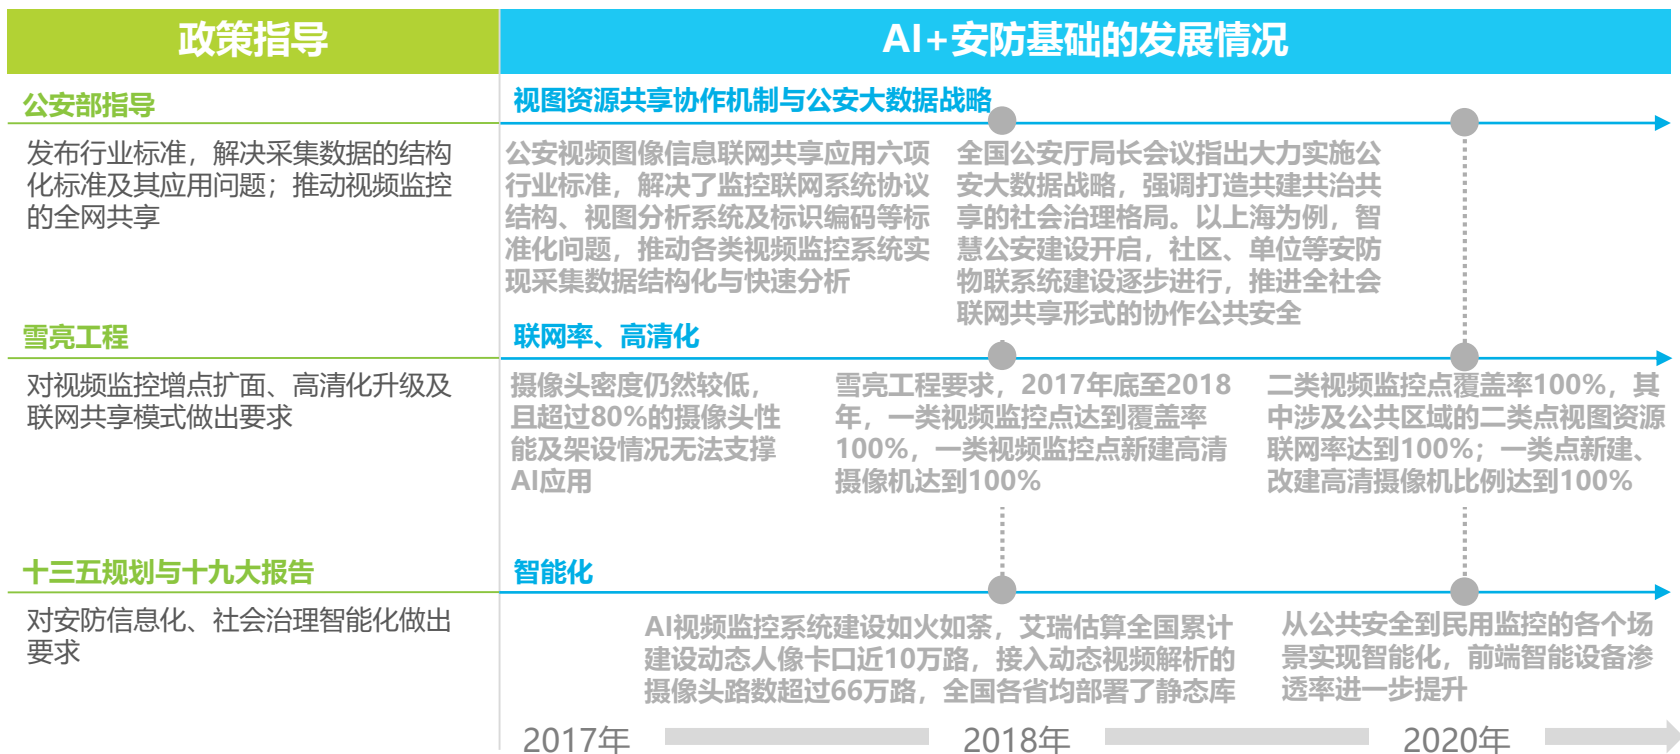 政策指导
AI+安防基础的发展情况
公安部指导
视图资源共享协作机制与公安大数据战略
发布行业标准，解决采集数据的结构
化标准及其应用问题；推动视频监控
的全网共享
公安视频图像信息联网共享应用六项
行业标准，解决了监控联网系统协议
结构、视图分析系统及标识编码等标
准化问题，推动各类视频监控系统实
现采集数据结构化与快速分析
全国公安厅局长会议指出大力实施公
安大数据战略，强调打造共建共治共
享的社会治理格局。以上海为例，智
慧公安建设开启，社区、单位等安防
物联系统建设逐步进行，推进全社会
联网共享形式的协作公共安全
雪亮工程
联网率、高清化
对视频监控增点扩面、高清化升级及
联网共享模式做出要求
摄像头密度仍然较低，
且超过80%的摄像头性
能及架设情况无法支撑
AI应用
雪亮工程要求，2017年底至2018
年，一类视频监控点达到覆盖率
100%，一类视频监控点新建高清
摄像机达到100%
二类视频监控点覆盖率100%，其
中涉及公共区域的二类点视图资源
联网率达到100%；一类点新建、
改建高清摄像机比例达到100%
十三五规划与十九大报告
智能化
对安防信息化、社会治理智能化做出
要求
AI视频监控系统建设如火如荼，艾瑞估算全国累计
建设动态人像卡口近10万路，接入动态视频解析的
摄像头路数超过66万路，全国各省均部署了静态库
从公共安全到民用监控的各个场
景实现智能化，前端智能设备渗
透率进一步提升
2017年
2018年
2020年